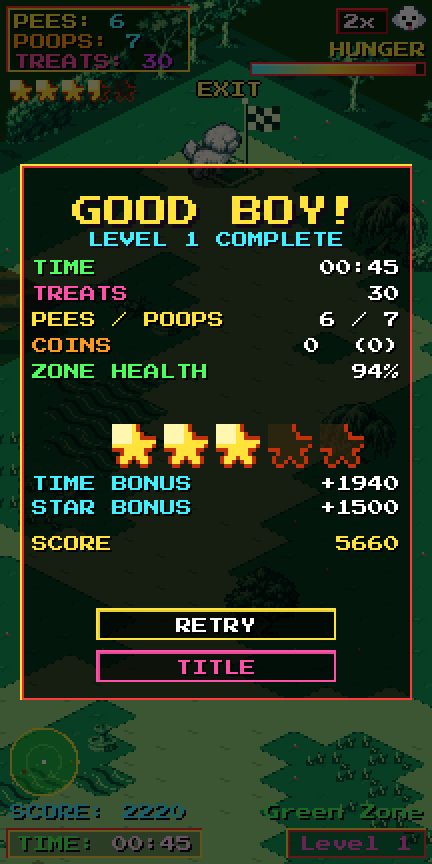 PEES: 6
POOPS: 7
TREATS: 30
2x
HUNGER
EXIT
GOOD BOY!
LEVEL 1 COMPLETE
TIME 00:45
TREATS 30
PEES / POOPS 6 / 7
COINS 0 (0)
ZONE HEALTH 94%
TIME BONUS +1940
STAR BONUS +1500
SCORE 5660
RETRY
TITLE
SCORE: 2220
Green Zone
TIME: 00:45
Level 1